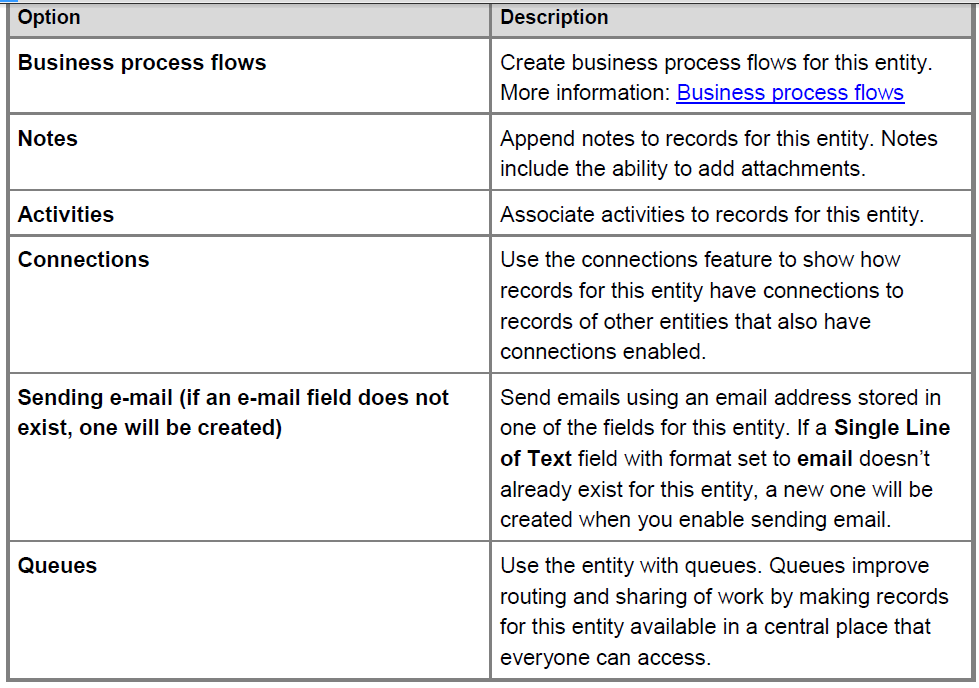 Option
Description
Business process flows
Create business process flows for this entity.
More information: Business process flows
Notes
Append notes to records for this entity. Notes
include the ability to add attachments.
Activities
Associate activities to records for this entity.
Connections
Use the connections feature to show how
records for this entity have connections to
records of other entities that also have
connections enabled.
Sending e-mail (if an e-mail field does not
exist, one will be created)
Send emails using an email address stored in
one of the fields for this entity. If a Single Line
of Text field with format set to email doesn’t
already exist for this entity, a new one will be
created when you enable sending email.
Queues
Use the entity with queues. Queues improve
routing and sharing of work by making records
for this entity available in a central place that
everyone can access.